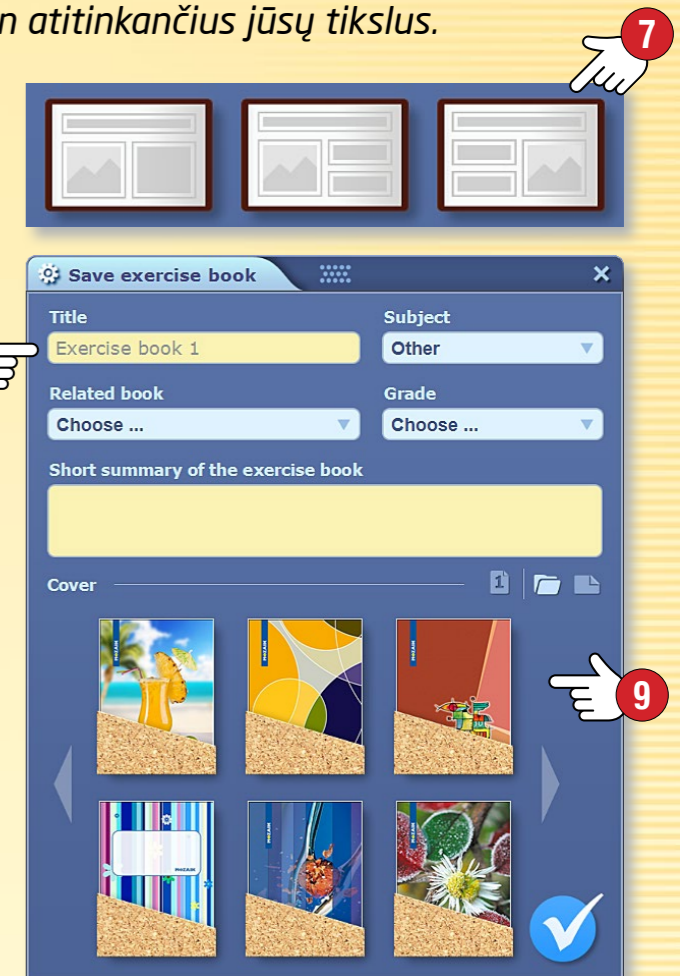 n atitinkančius jūsų tikslus.
7
Save exercise book
Title
Subject
Exercise book 1
Other
Related book
Grade
Choose ...
Choose ...
Short summary of the exercise book
Cover
1
9